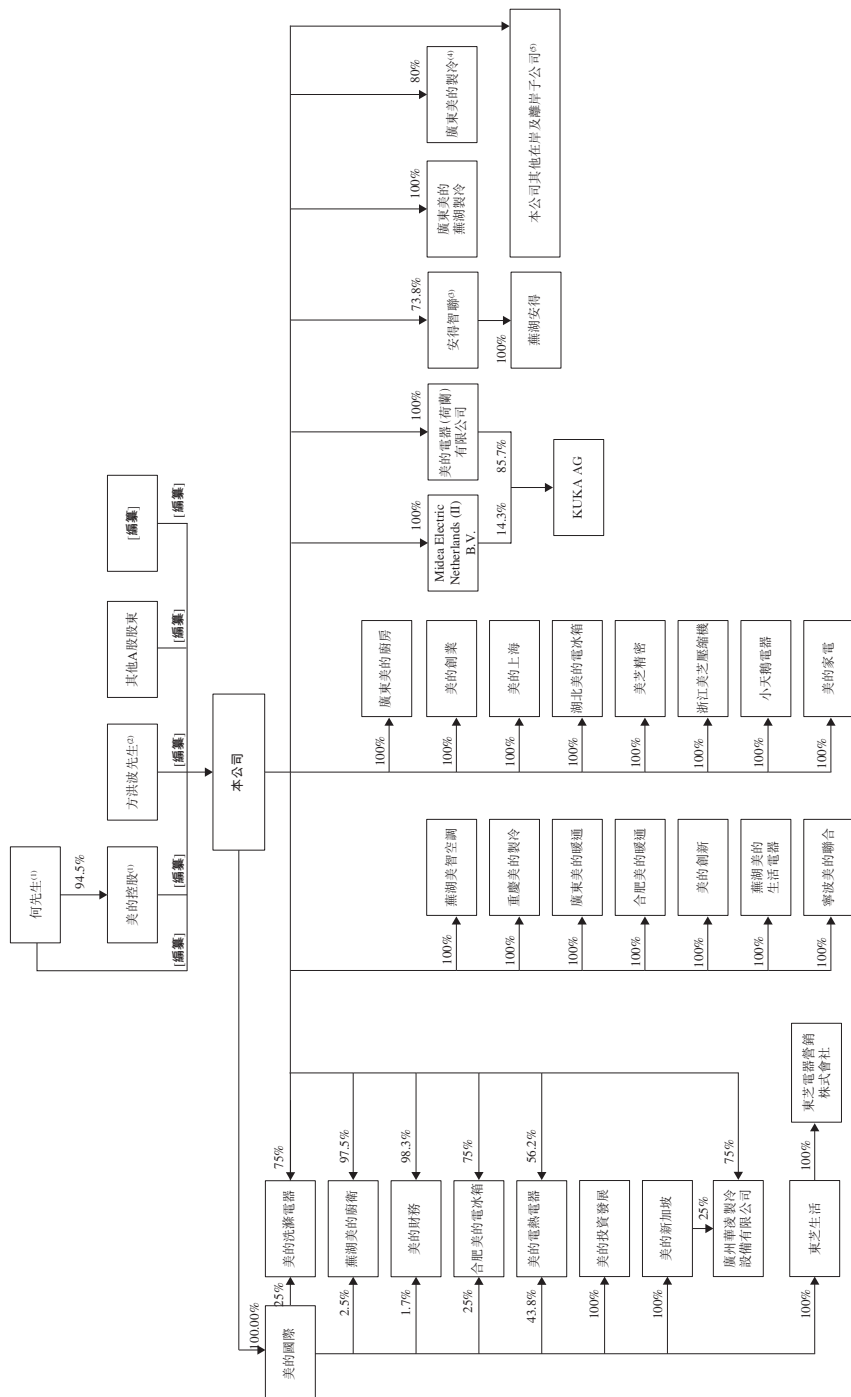 何先生(1)
94.5%
美的控股(1)
方洪波先生(2)
其他A股股東
[編纂]
[編纂]
[編纂]
[編纂]
[編纂]
[編纂]
本公司
100.00%
美的國際
25%
美的洗滌電器
75%
2.5%
蕪湖美的廚衛
97.5%
1.7%
美的財務
98.3%
25%
合肥美的電冰箱
75%
43.8%
美的電熱電器
56.2%
100%
美的投資發展
100%
美的新加坡
25%
廣州華凌製冷
設備有限公司
75%
100%
東芝生活
100%
東芝電器營銷
株式會社
100%
蕪湖美智空調
100%
重慶美的製冷
100%
廣東美的暖通
100%
合肥美的暖通
100%
美的創新
100%
蕪湖美的
生活電器
100%
寧波美的聯合
100%
廣東美的廚房
100%
美的創業
100%
美的上海
100%
湖北美的電冰箱
100%
美芝精密
100%
浙江美芝壓縮機
100%
小天鵝電器
100%
美的家電
100%
Midea Electric
Netherlands (II)
B.V.
14.3%
100%
美的電器(荷蘭)
有限公司
85.7%
KUKA AG
73.8%
安得智聯(3)
100%
蕪湖安得
100%
廣東美的
蕪湖製冷
80%
廣東美的製冷(4)
本公司其他在岸及離岸子公司(5)